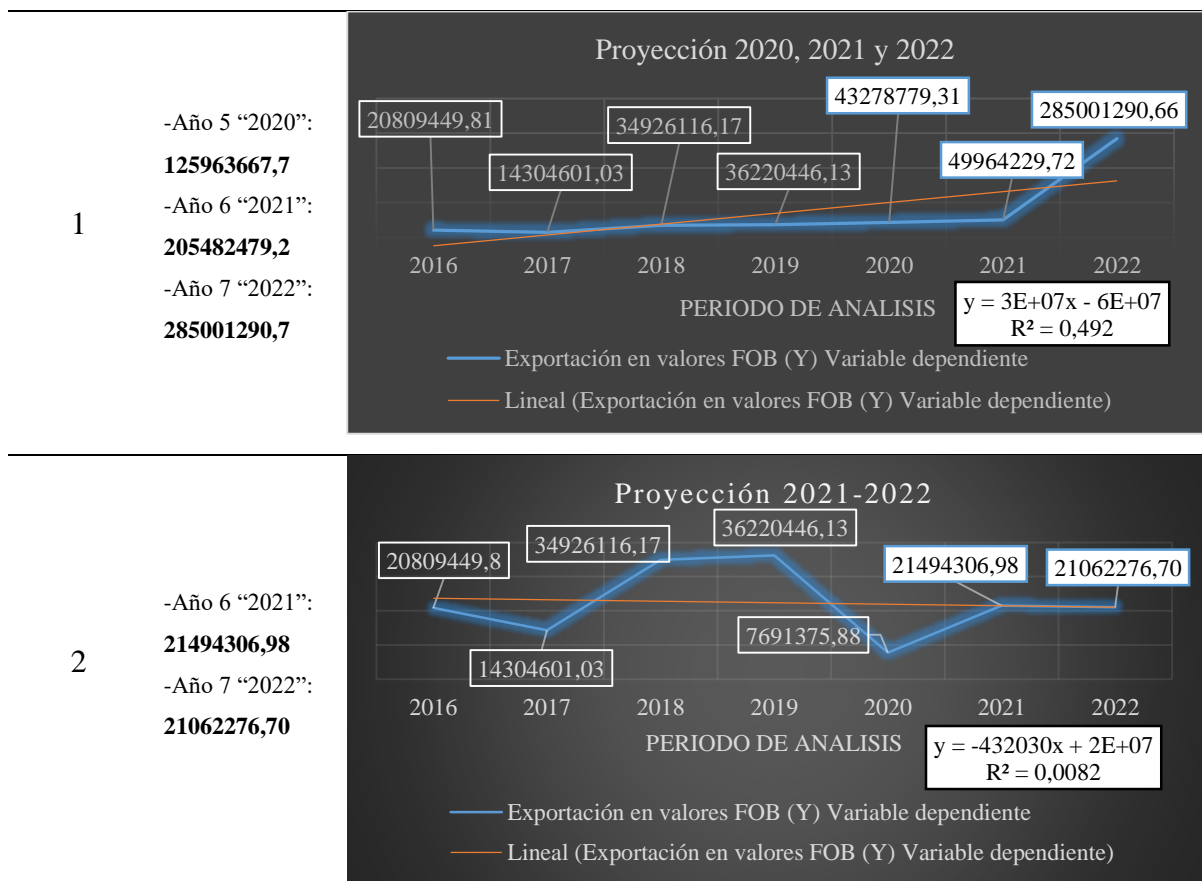 1
-Año 5 “2020”:
125963667,7
-Año 6 “2021”:
205482479,2
-Año 7 “2022”:
285001290,7
Proyección 2020, 2021 y 2022
20809449,81
14304601,03
34926116,17
36220446,13
43278779,31
49964229,72
285001290,66
2016 2017 2018 2019 2020 2021 2022
PERIODO DE ANALISIS
y = 3E+07x - 6E+07
R² = 0,492
Exportación en valores FOB (Y) Variable dependiente
Lineal (Exportación en valores FOB (Y) Variable dependiente)
2
-Año 6 “2021”:
21494306,98
-Año 7 “2022”:
21062276,70
Proyección 2021-2022
20809449,8
14304601,03
34926116,17
36220446,13
7691375,88
21494306,98
21062276,70
2016 2017 2018 2019 2020 2021 2022
PERIODO DE ANALISIS
y = -432030x + 2E+07
R² = 0,0082
Exportación en valores FOB (Y) Variable dependiente
Lineal (Exportación en valores FOB (Y) Variable dependiente)